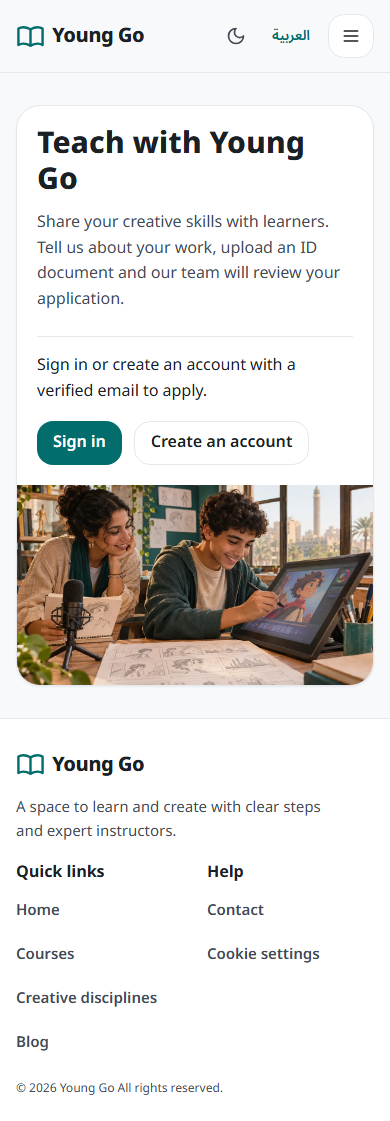 Young Go
العربية
Teach with Young
Go
Share your creative skills with learners.
Tell us about your work, upload an ID
document and our team will review your
application.
Sign in or create an account with a
verified email to apply.
Sign in
Create an account
Young Go
A space to learn and create with clear steps
and expert instructors.
Quick links
Help
Home
Contact
Courses
Cookie settings
Creative disciplines
Blog
© 2026 Young Go All rights reserved.